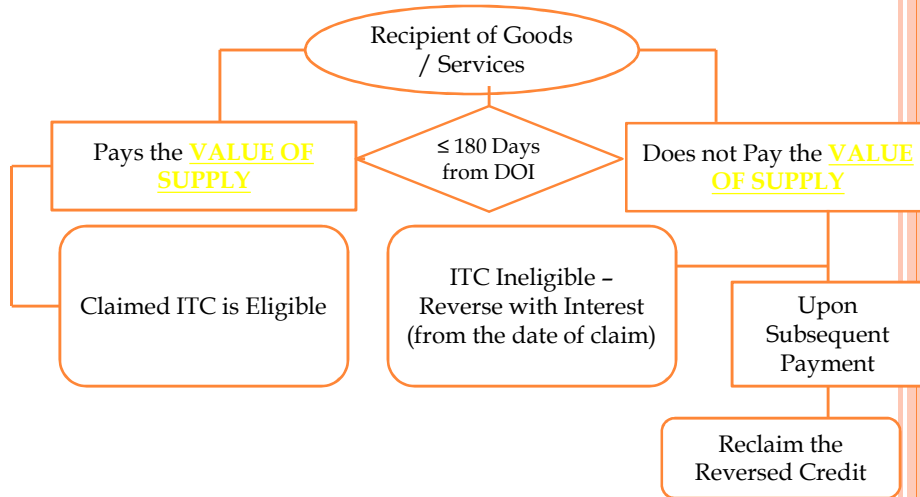 Recipient of Goods
/ Services
Pays the VALUE OF
SUPPLY
≤ 180 Days
from DOI
Does not Pay the VALUE
OF SUPPLY
Claimed ITC is Eligible
ITC Ineligible –
Reverse with Interest
(from the date of claim)
Upon
Subsequent
Payment
Reclaim the
Reversed Credit